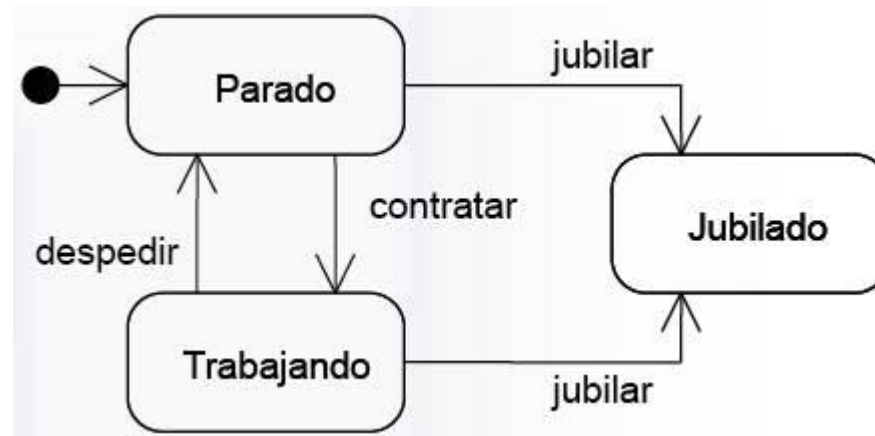 jubilar
Parado
contratar
Jubilado
despedir
Trabajando
jubilar